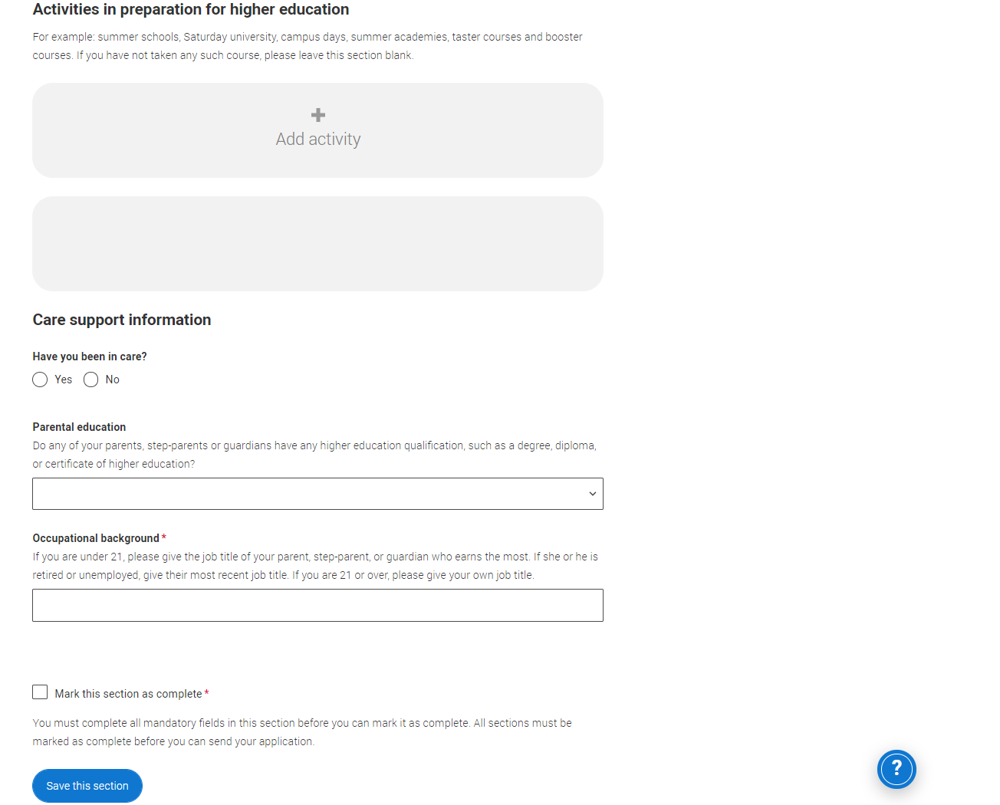 Activities in preparation for higher education
For example: summer schools, Saturday university, campus days, summer academies, taster courses and booster
courses. If you have not taken any such course, please leave this section blank.
Add activity
Care support information
Have you been in care?
Yes No
Parental education
Do any of your parents, step-parents or guardians have any higher education qualification, such as a degree, diploma,
or certificate of higher education?
Occupational background *
If you are under 21, please give the job title of your parent, step-parent, or guardian who earns the most. If she or he is
retired or unemployed, give their most recent job title. If you are 21 or over, please give your own job title.
Mark this section as complete *
You must complete all mandatory fields in this section before you can mark it as complete. All sections must be
marked as complete before you can send your application.
Save this section
?